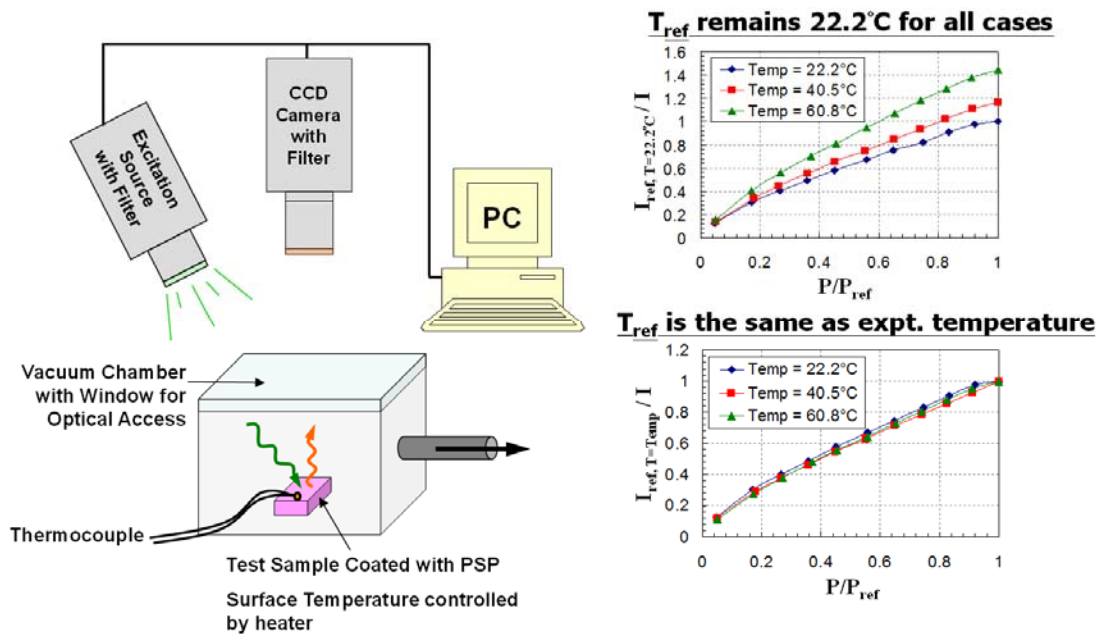 Excitation
Source
with Filter
CCD
Camera
with
Filter
PC
Vacuum Chamber
with Window for
Optical Access
Thermocouple
Test Sample Coated with PSP
Surface Temperature controlled
by heater
Tref remains 22.2°C for all cases
Iref, T=22.2°C / I
1.6
1.4
1.2
1
0.8
0.6
0.4
0.2
0
Temp = 22.2°C
Temp = 40.5°C
Temp = 60.8°C
0 0.2 0.4 0.6 0.8 1
P/Pref
Tref is the same as expt. temperature
Iref, T=Temp / I
1.2
1
0.8
0.6
0.4
0.2
0
Temp = 22.2°C
Temp = 40.5°C
Temp = 60.8°C
0 0.2 0.4 0.6 0.8 1
P/Pref